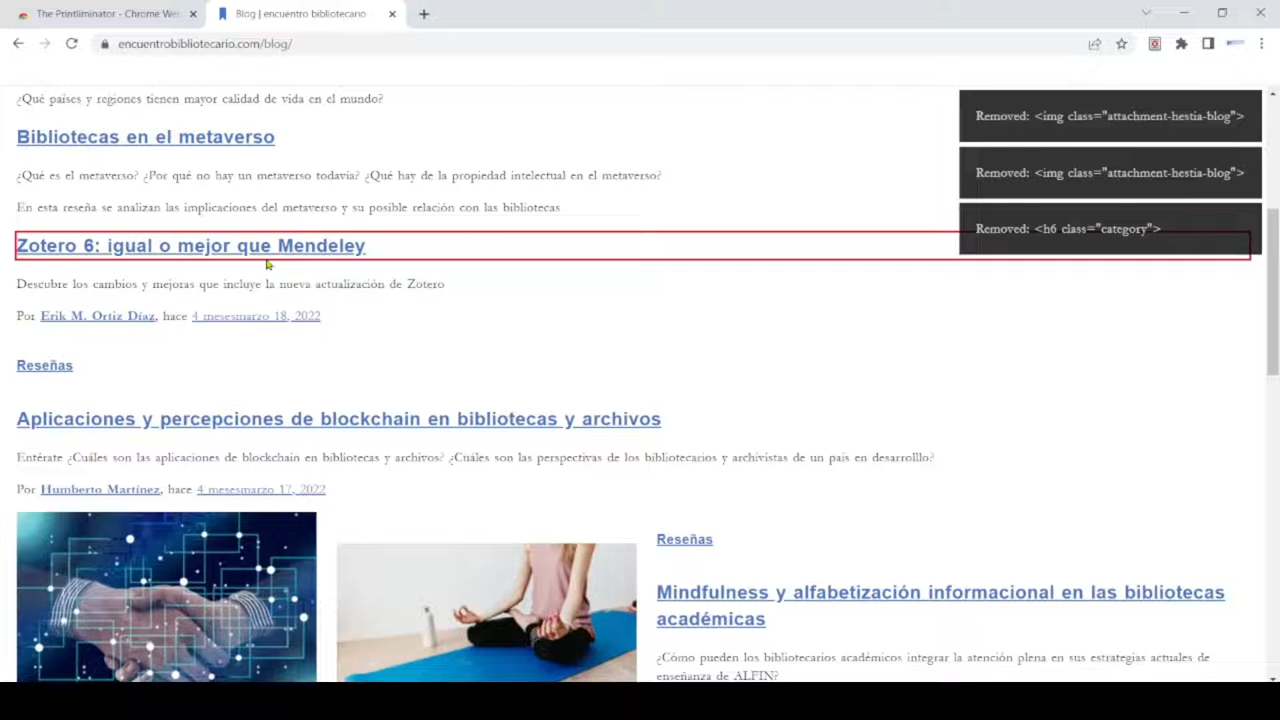 The Printliminator - Chrome Web
Blog | encuentro bibliotecario
encuentrobibliotecario.com/blog/
¿Qué países y regiones tienen mayor calidad de vida en el mundo?
Bibliotecas en el metaverso
¿Qué es el metaverso? ¿Por qué no hay un metaverso todavía? ¿Qué hay de la propiedad intelectual en el metaverso?
En esta reseña se analizan las implicaciones del metaverso y su posible relación con las bibliotecas
Zotero 6: igual o mejor que Mendeley
Descubre los cambios y mejoras que incluye la nueva actualización de Zotero
Por Erik M. Ortiz Díaz, hace 4 mesesmarzo 18, 2022
Reseñas
Aplicaciones y percepciones de blockchain en bibliotecas y archivos
Entérate ¿Cuáles son las aplicaciones de blockchain en bibliotecas y archivos? ¿Cuáles son las perspectivas de los bibliotecarios y archivistas de un país en desarrolllo?
Por Humberto Martínez, hace 4 mesesmarzo 17, 2022
Reseñas
Mindfulness y alfabetización informacional en las bibliotecas
académicas
¿Cómo pueden los bibliotecarios académicos integrar la atención plena en sus estrategias actuales de
enseñanza de ALFIN?
Removed: <img class="attachment-hestia-blog">
Removed: <img class="attachment-hestia-blog">
Removed: <h6 class="category">